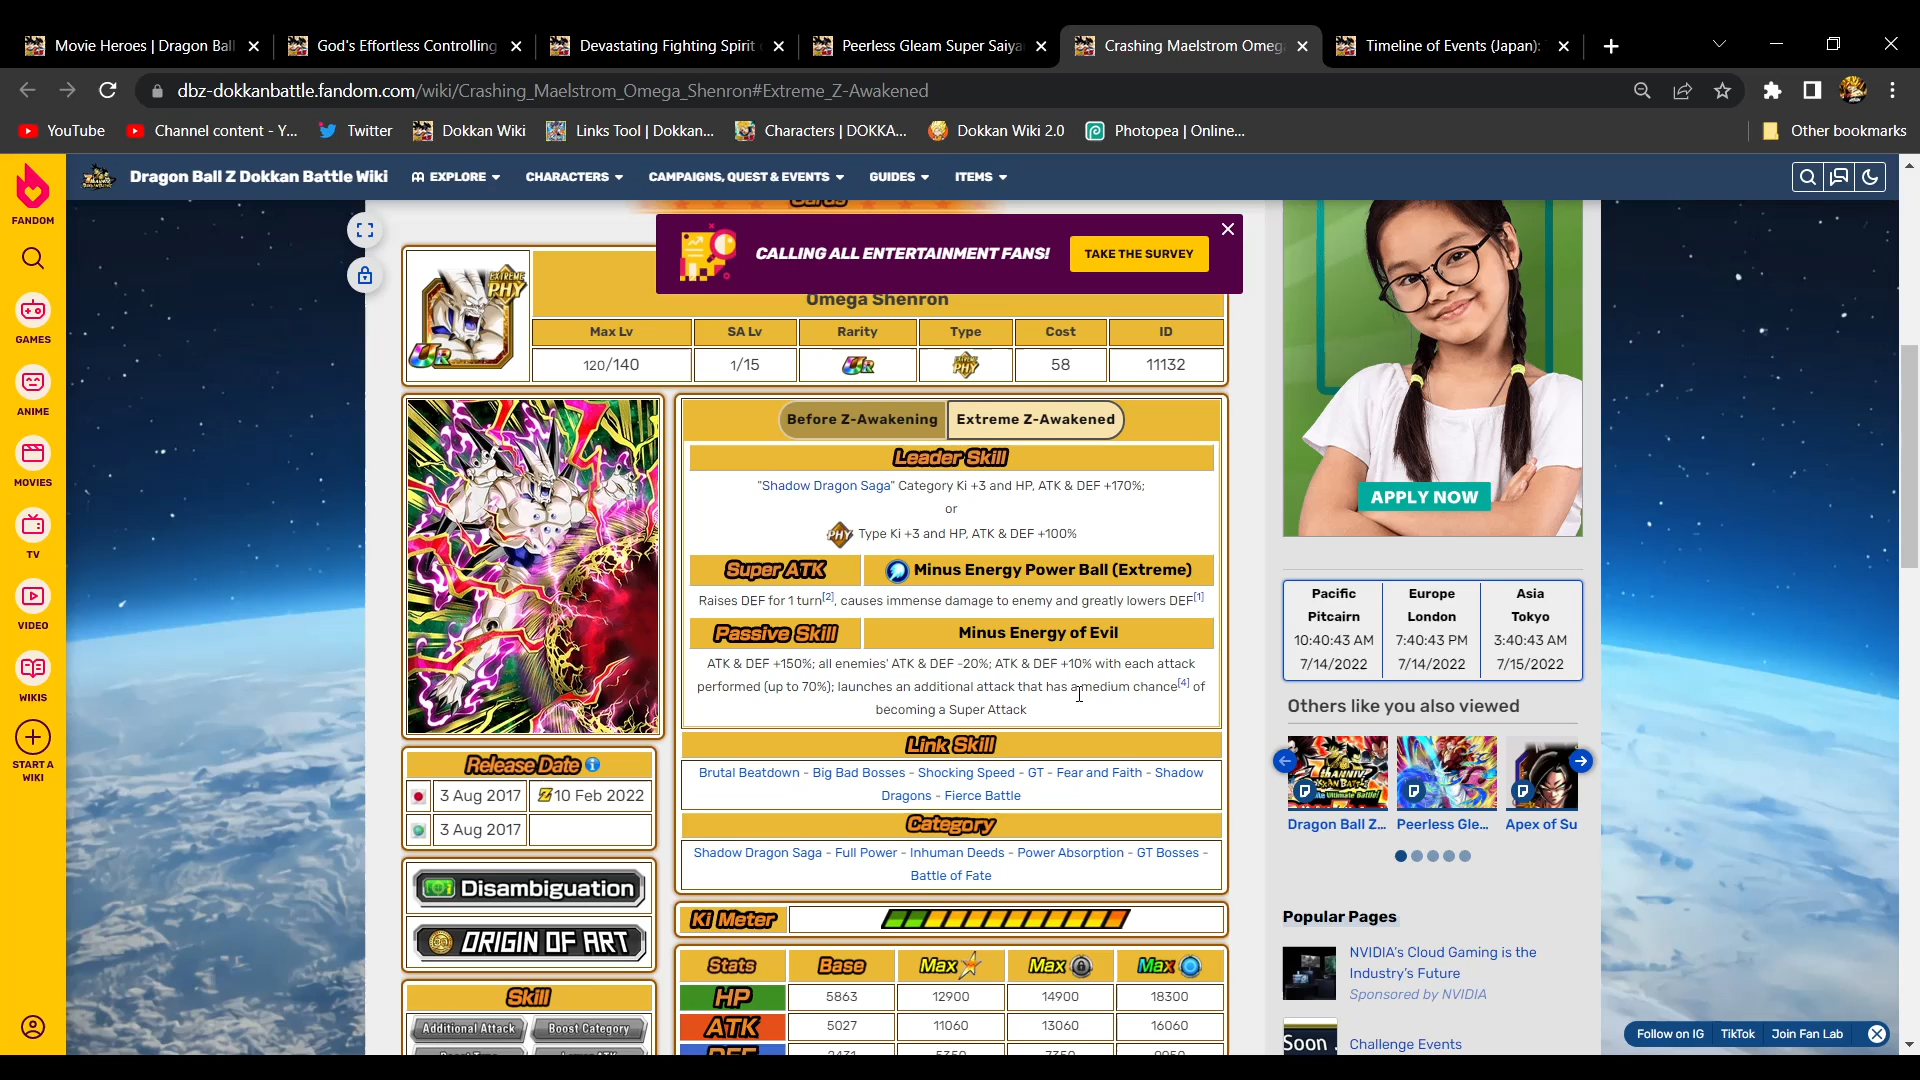 Movie Heroes | Dragon Ball
God's Effortless Controlling
Devastating Fighting Spirit
Peerless Gleam Super Saiya
Crashing Maelstrom Omega
Timeline of Events (Japan):
dbz-dokkanbattle.fandom.com/wiki/Crashing_Maelstrom_Omega_Shenron#Extreme_Z-Awakened
YouTube
Channel content - Y...
Twitter
Dokkan Wiki
Links Tool | Dokkan...
Characters | DOKKA...
Dokkan Wiki 2.0
Photopea | Online...
Other bookmarks
FANDOM
GAMES
ANIME
MOVIES
TV
VIDEO
WIKIS
START A
WIKI
Dragon Ball Z Dokkan Battle Wiki
EXPLORE
CHARACTERS
CAMPAIGNS, QUEST & EVENTS
GUIDES
ITEMS
Cards
CALLING ALL ENTERTAINMENT FANS!
TAKE THE SURVEY
EXTREME
PHY
UR
Omega Shenron
Max Lv
SA Lv
Rarity
Type
Cost
ID
120/140
1/15
UR
EXTREME
PHY
58
11132
Before Z-Awakening
Extreme Z-Awakened
Leader Skill
"Shadow Dragon Saga" Category Ki +3 and HP, ATK & DEF +170%;
or
PHY Type Ki +3 and HP, ATK & DEF +100%
Super ATK
Minus Energy Power Ball (Extreme)
Raises DEF for 1 turn[2], causes immense damage to enemy and greatly lowers DEF[1]
Passive Skill
Minus Energy of Evil
ATK & DEF +150%; all enemies' ATK & DEF -20%; ATK & DEF +10% with each attack
performed (up to 70%); launches an additional attack that has a medium chance[4] of
becoming a Super Attack
Link Skill
Brutal Beatdown - Big Bad Bosses - Shocking Speed - GT - Fear and Faith - Shadow
Dragons - Fierce Battle
Category
Shadow Dragon Saga - Full Power - Inhuman Deeds - Power Absorption - GT Bosses -
Battle of Fate
Ki Meter
Stats
Base
Max
Max
Max
HP
5863
12900
14900
18300
ATK
5027
11060
13060
16060
DEF
Release Date
3 Aug 2017
Z 10 Feb 2022
3 Aug 2017
Disambiguation
ORIGIN OF ART
Skill
Additional Attack
Boost Category
APPLY NOW
Pacific
Pitcairn
10:40:43 AM
7/14/2022
Europe
London
7:40:43 PM
7/14/2022
Asia
Tokyo
3:40:43 AM
7/15/2022
Others like you also viewed
Dragon Ball Z...
Peerless Gle...
Apex of Su
Popular Pages
NVIDIA's Cloud Gaming is the
Industry's Future
Sponsored by NVIDIA
Soon
Challenge Events
Follow on IG
TikTok
Join Fan Lab